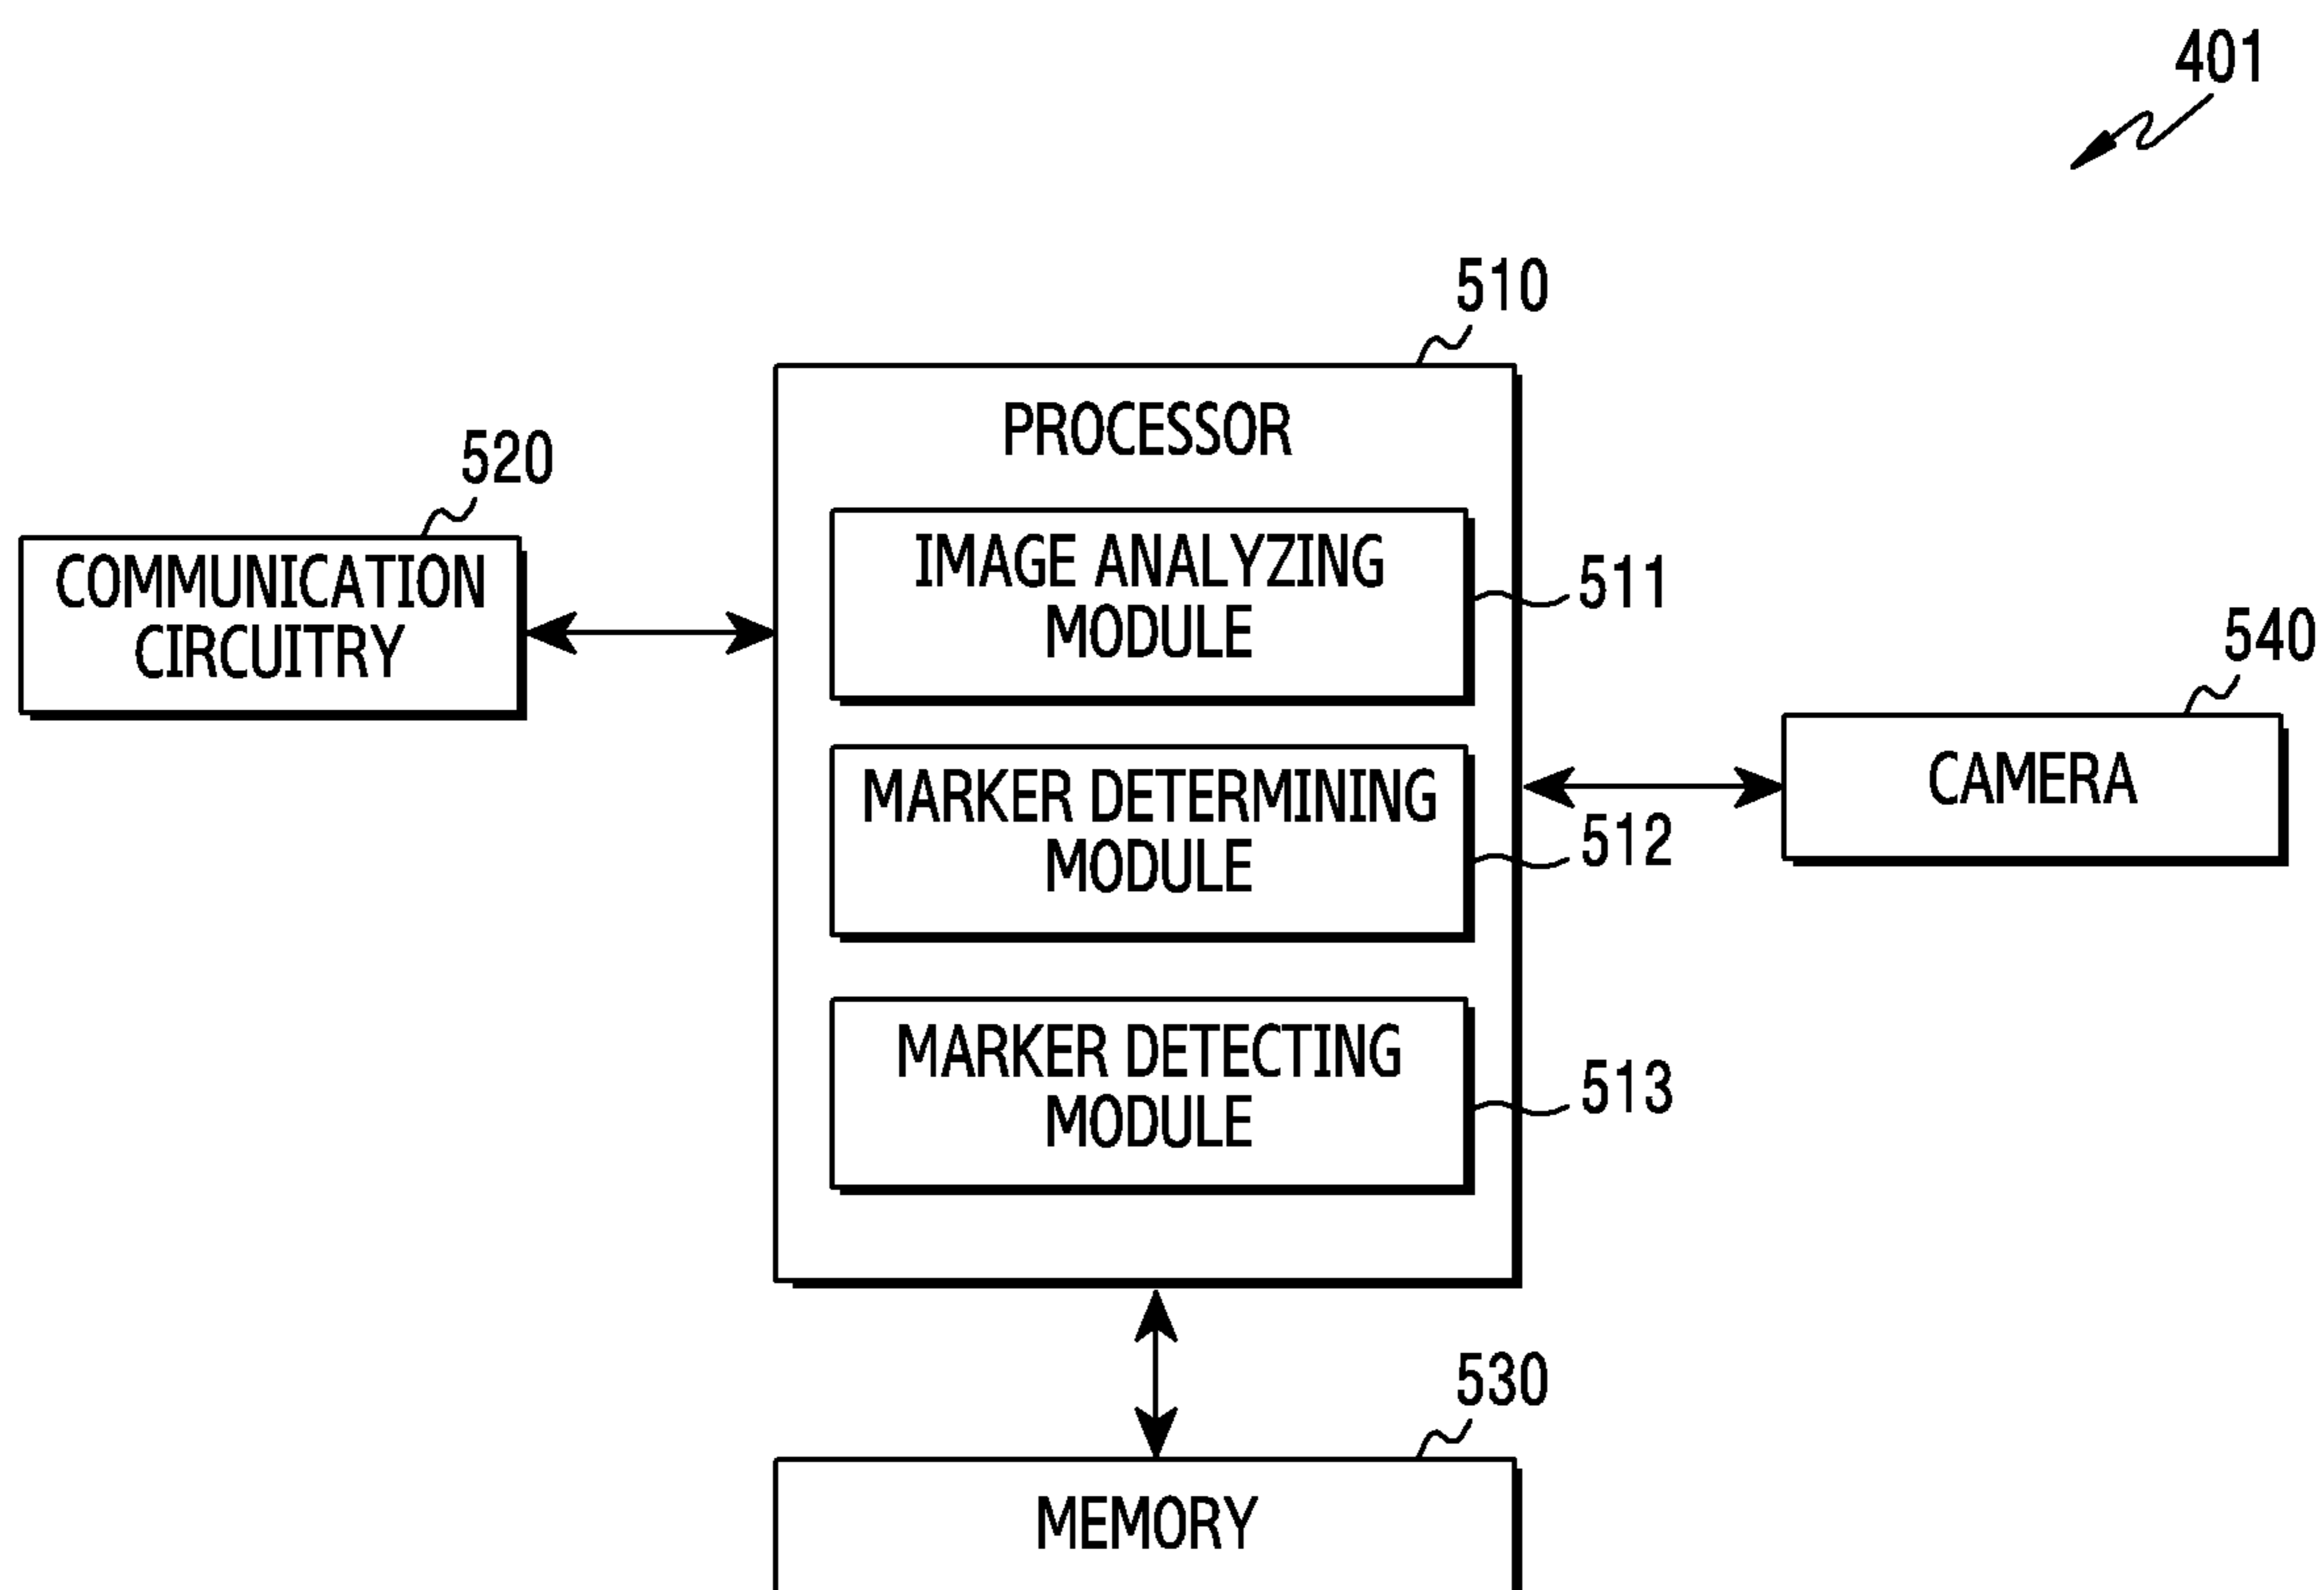 401
510
PROCESSOR
520
COMMUNICATION
CIRCUITRY
IMAGE ANALYZING
MODULE
511
540
CAMERA
MARKER DETERMINING
MODULE
512
MARKER DETECTING
MODULE
513
530
MEMORY